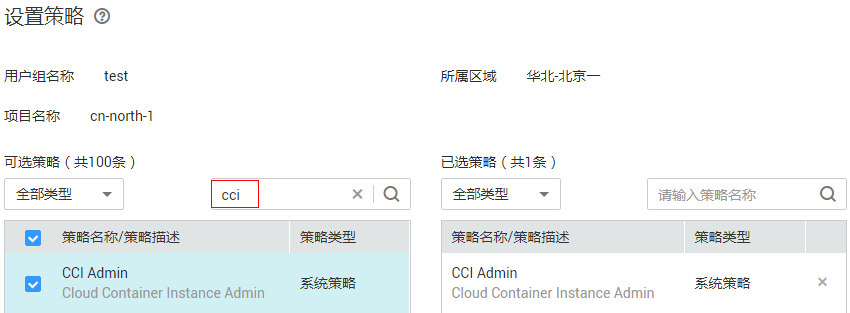 设置策略 ?
用户组名称 test 所属区域 华北-北京一
项目名称 cn-north-1
可选策略（共100条） 已选策略（共1条）
全部类型 cci 全部类型 请输入策略名称
策略名称/策略描述 策略类型 策略名称/策略描述 策略类型
CCI Admin CCI Admin
系统策略 系统策略
Cloud Container Instance Admin Cloud Container Instance Admin